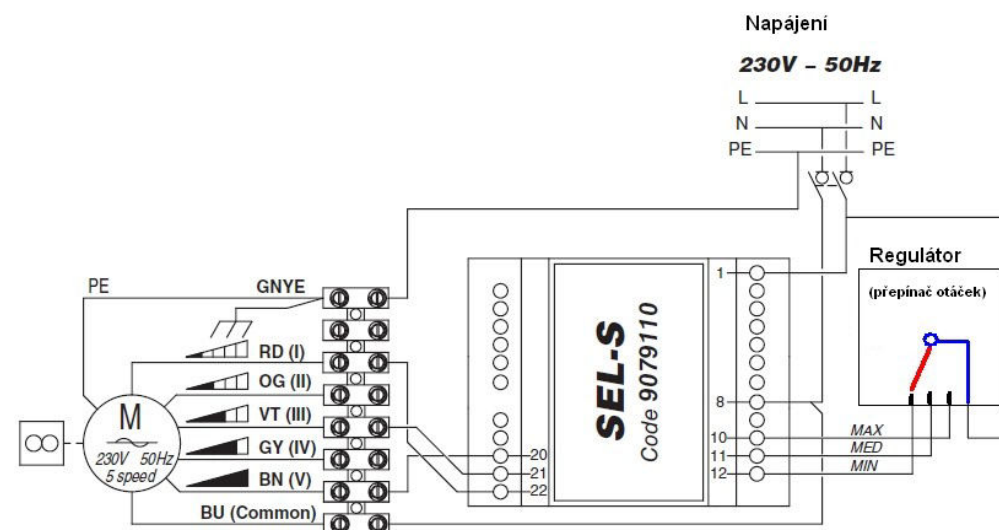 Napájení
230V – 50Hz
L L
N N
PE PE
Regulátor
(přepínač otáček)
PE
GNYE
RD (I)
OG (II)
VT (III)
GY (IV)
BN (V)
BU (Common)
M
230V 50Hz
5 speed
SEL-S
Code 9079110
1
8
10
11
12
20
21
22
MAX
MED
MIN